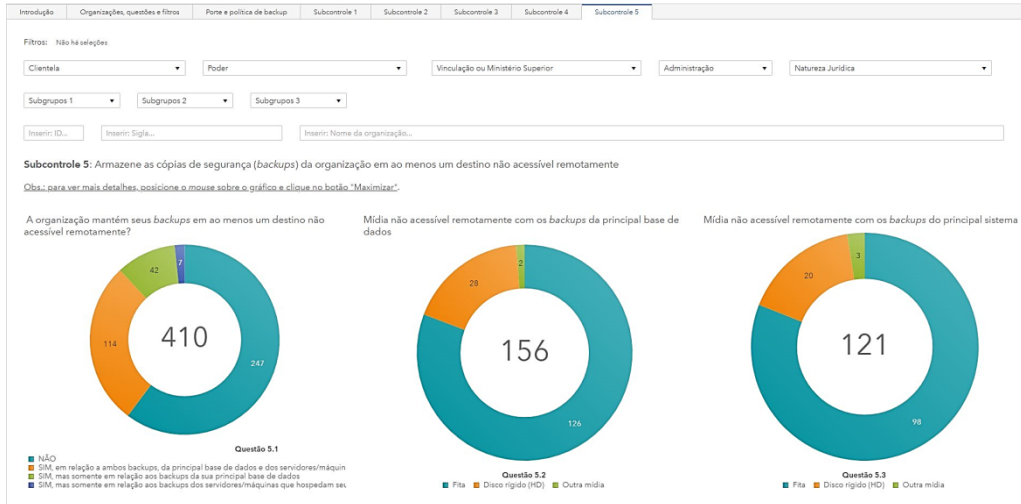 Introdução
Organizações, questões e filtros
Porte e política de backup
Subcontrole 1
Subcontrole 2
Subcontrole 3
Subcontrole 4
Subcontrole 5
Filtros: Não há seleções
Clientela
Poder
Vinculação ou Ministério Superior
Administração
Natureza Jurídica
Subgrupos 1
Subgrupos 2
Subgrupos 3
Inserir: ID...
Inserir: Sigla...
Inserir: Nome da organização...
Subcontrole 5: Armazene as cópias de segurança (backups) da organização em ao menos um destino não acessível remotamente
Obs.: para ver mais detalhes, posicione o mouse sobre o gráfico e clique no botão "Maximizar".
A organização mantém seus backups em ao menos um destino não
acessível remotamente?
7
42
114
410
247
Questão 5.1
NÃO
SIM, em relação a ambos backups, da principal base de dados e dos servidores/máquin
SIM, mas somente em relação aos backups da sua principal base de dados
SIM, mas somente em relação aos backups dos servidores/máquinas que hospedam seu
Mídia não acessível remotamente com os backups da principal base de
dados
2
28
156
126
Questão 5.2
Fita
Disco rígido (HD)
Outra mídia
Mídia não acessível remotamente com os backups do principal sistema
3
20
121
98
Questão 5.3
Fita
Disco rígido (HD)
Outra mídia